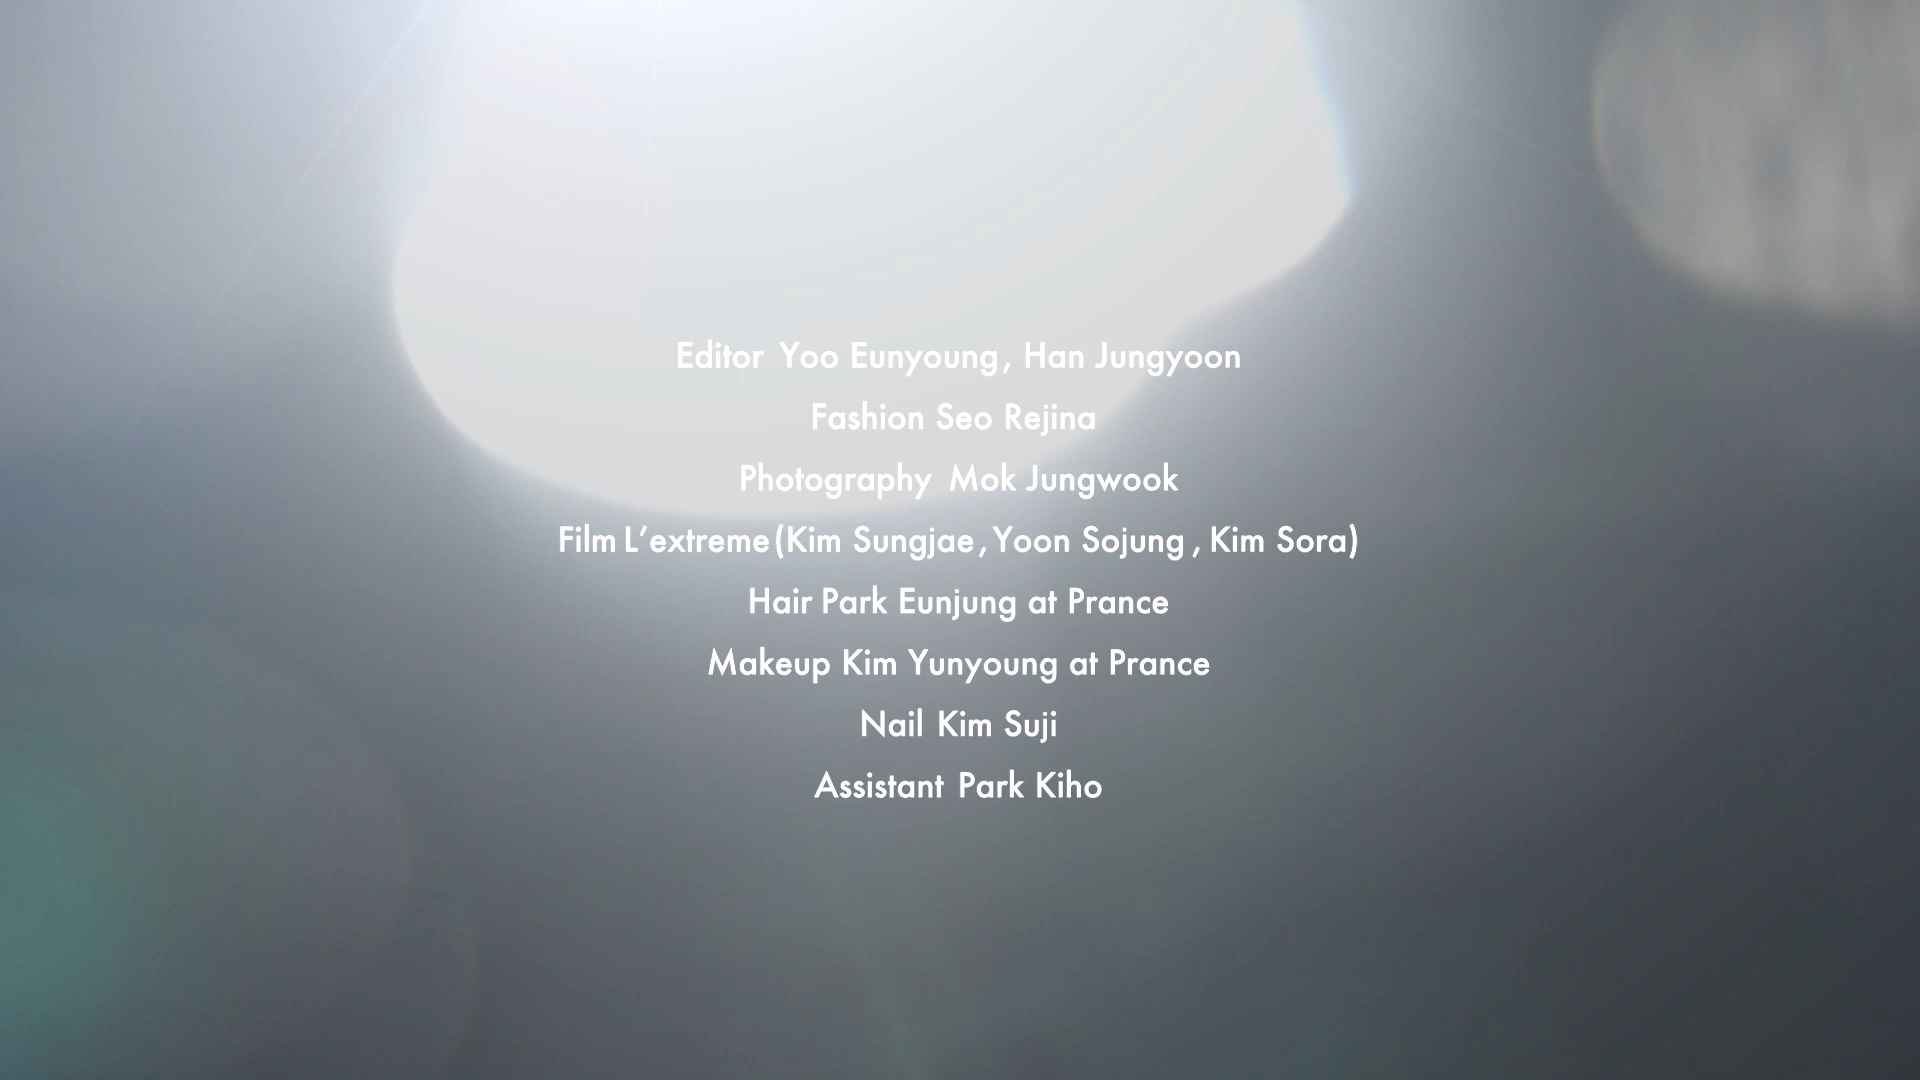 Editor Yoo Eunyoung, Han Jungyoon
Fashion Seo Rejina
Photography Mok Jungwook
Film L’extreme(Kim Sungjae,Yoon Sojung , Kim Sora)
Hair Park Eunjung at Prance
Makeup Kim Yunyoung at Prance
Nail Kim Suji
Assistant Park Kiho